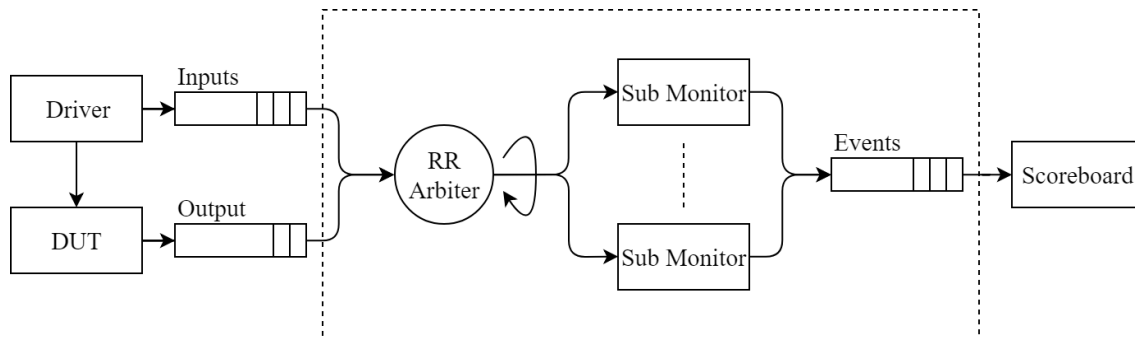 Inputs
Driver
Sub Monitor
RR
Arbiter
Events
Scoreboard
Output
DUT
Sub Monitor